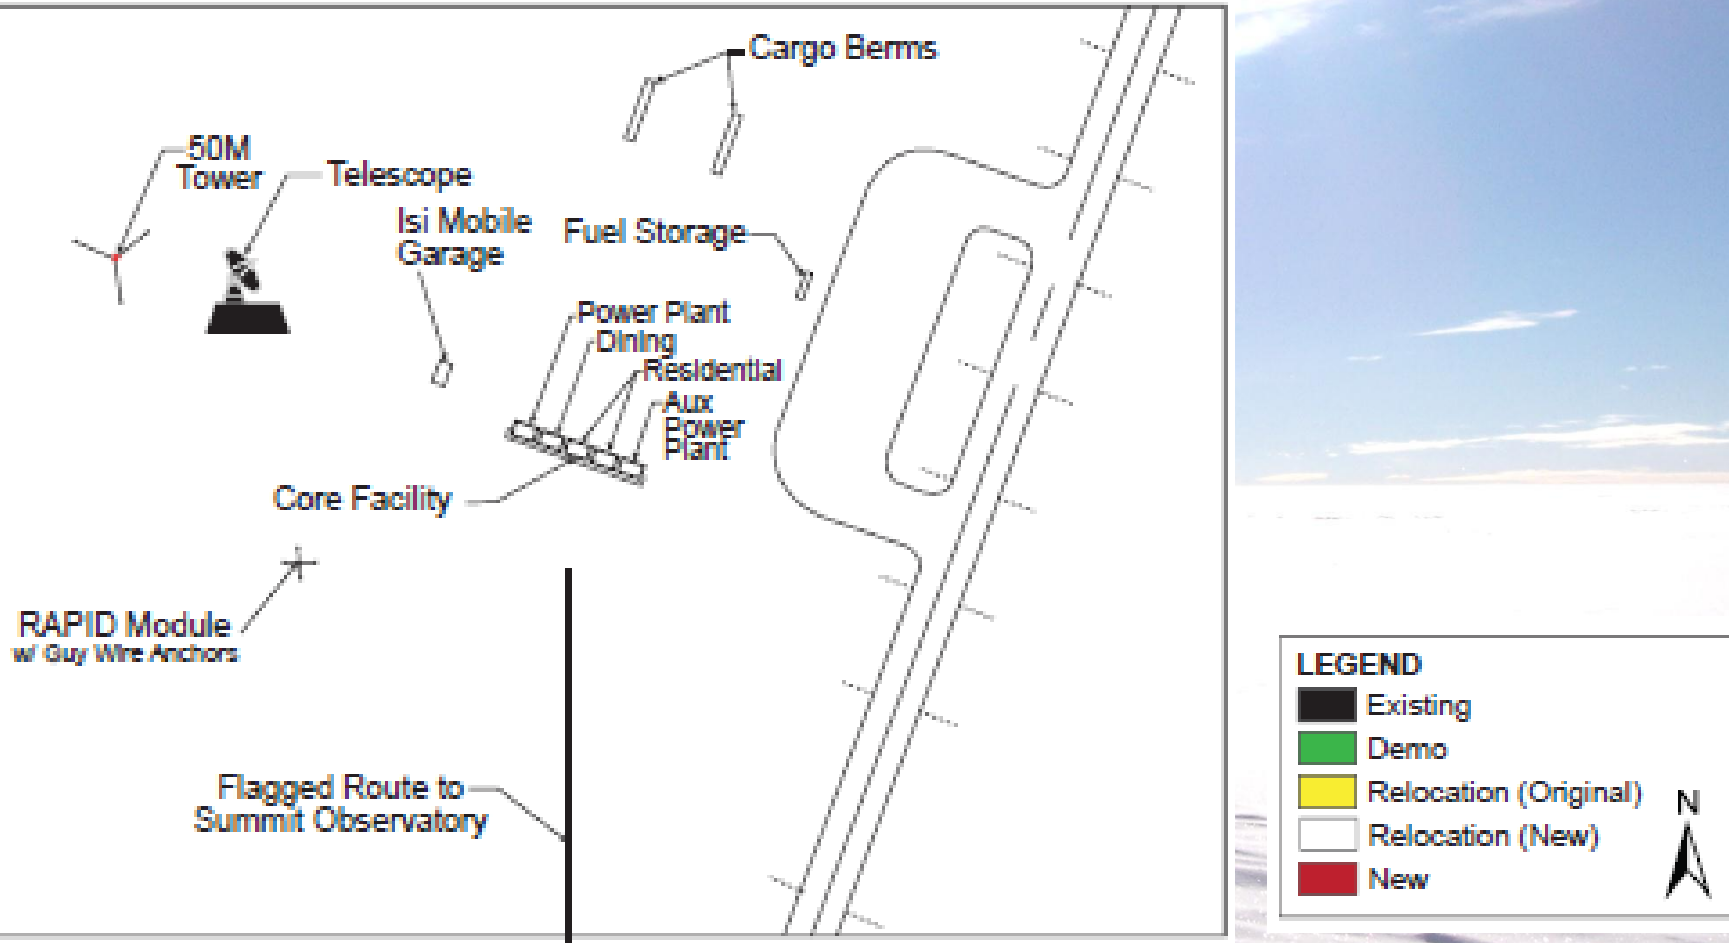 Cargo Berms
50M
Tower
Telescope
Isi Mobile
Garage
Fuel Storage
Power Plant
Dining
Residential
Aux
Power
Plant
Core Facility
RAPID Module
w/ Guy Wire Anchors
Flagged Route to
Summit Observatory
LEGEND
Existing
Demo
Relocation (Original)
Relocation (New)
New
N